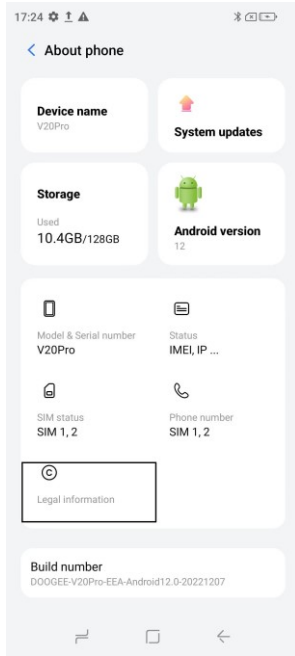 17:24
About phone
Device name
V20Pro
System updates
Storage
Used
10.4GB/128GB
Android version
12
Model & Serial number
V20Pro
Status
IMEI, IP ...
SIM status
SIM 1, 2
Phone number
SIM 1, 2
Legal information
Build number
DOOGEE-V20Pro-EEA-Android12.0-20221207